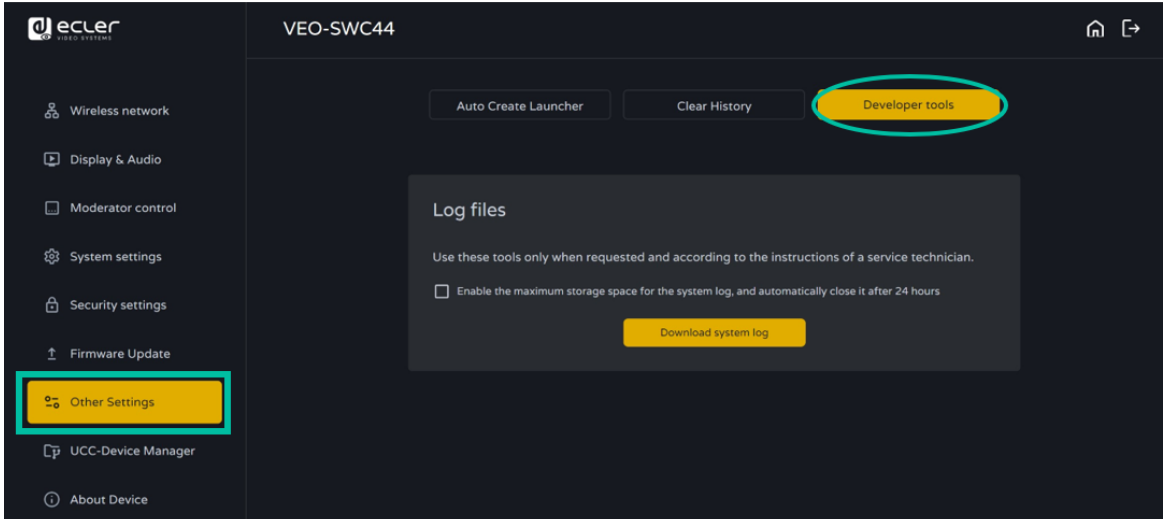 ecler
VIDEO SYSTEMS
VEO-SWC44
Wireless network
Display & Audio
Moderator control
System settings
Security settings
Firmware Update
Other Settings
UCC-Device Manager
About Device
Auto Create Launcher
Clear History
Developer tools
Log files
Use these tools only when requested and according to the instructions of a service technician.
Enable the maximum storage space for the system log, and automatically close it after 24 hours
Download system log